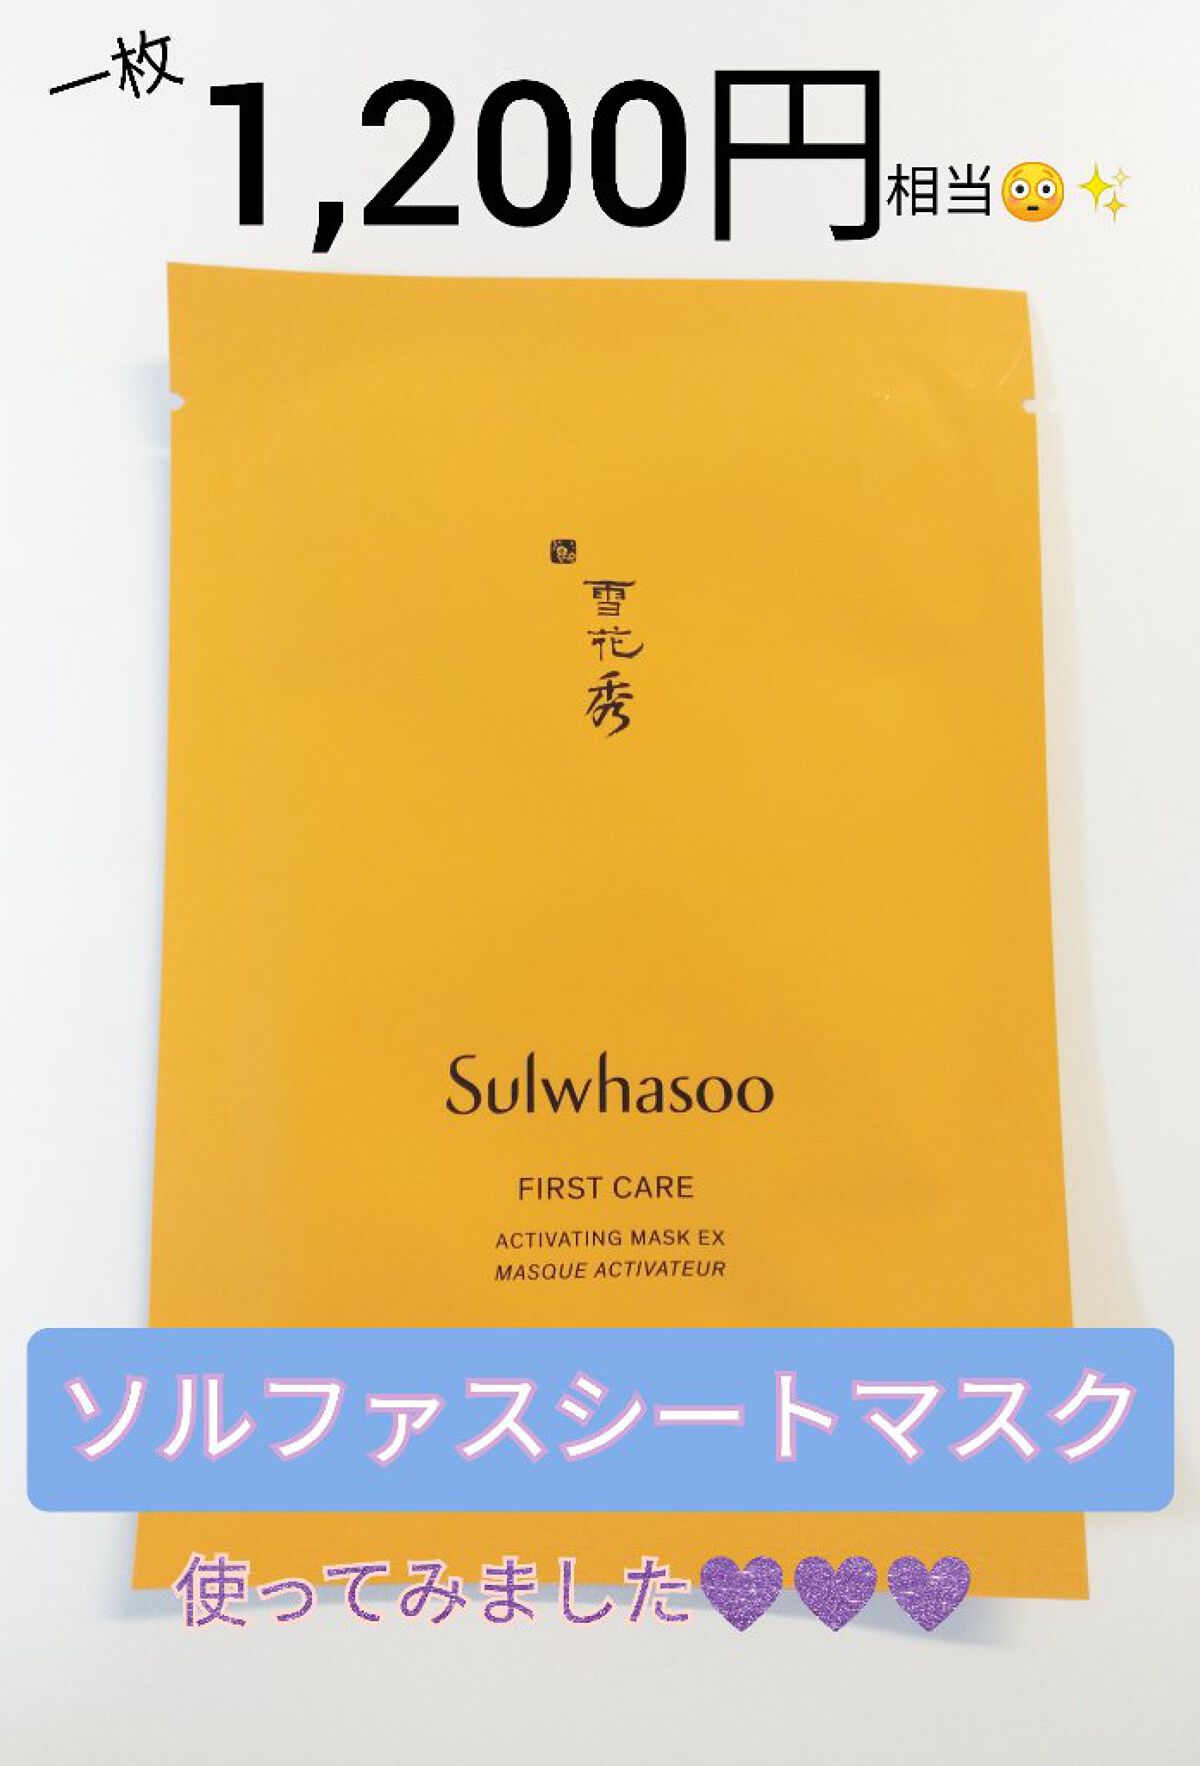 一枚
1,200円相当😳✨
雪
花
秀
Sulwhasoo
FIRST CARE
ACTIVATING MASK EX
MASQUE ACTIVATEUR
ソルファスシートマスク
使ってみました💜💜💜